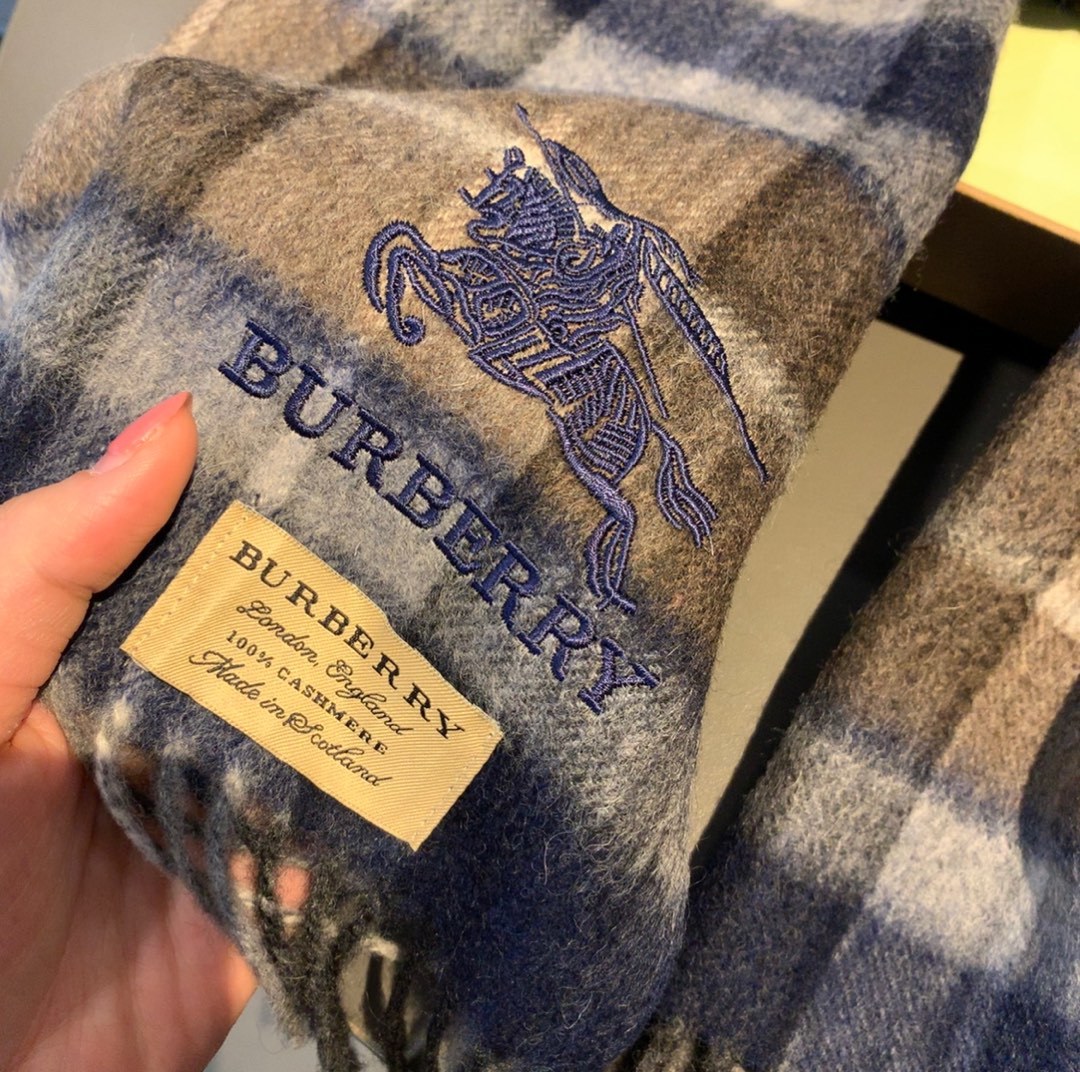 BURBERRY
BURBERRY
London, England
100% CASHMERE
Made in Scotland